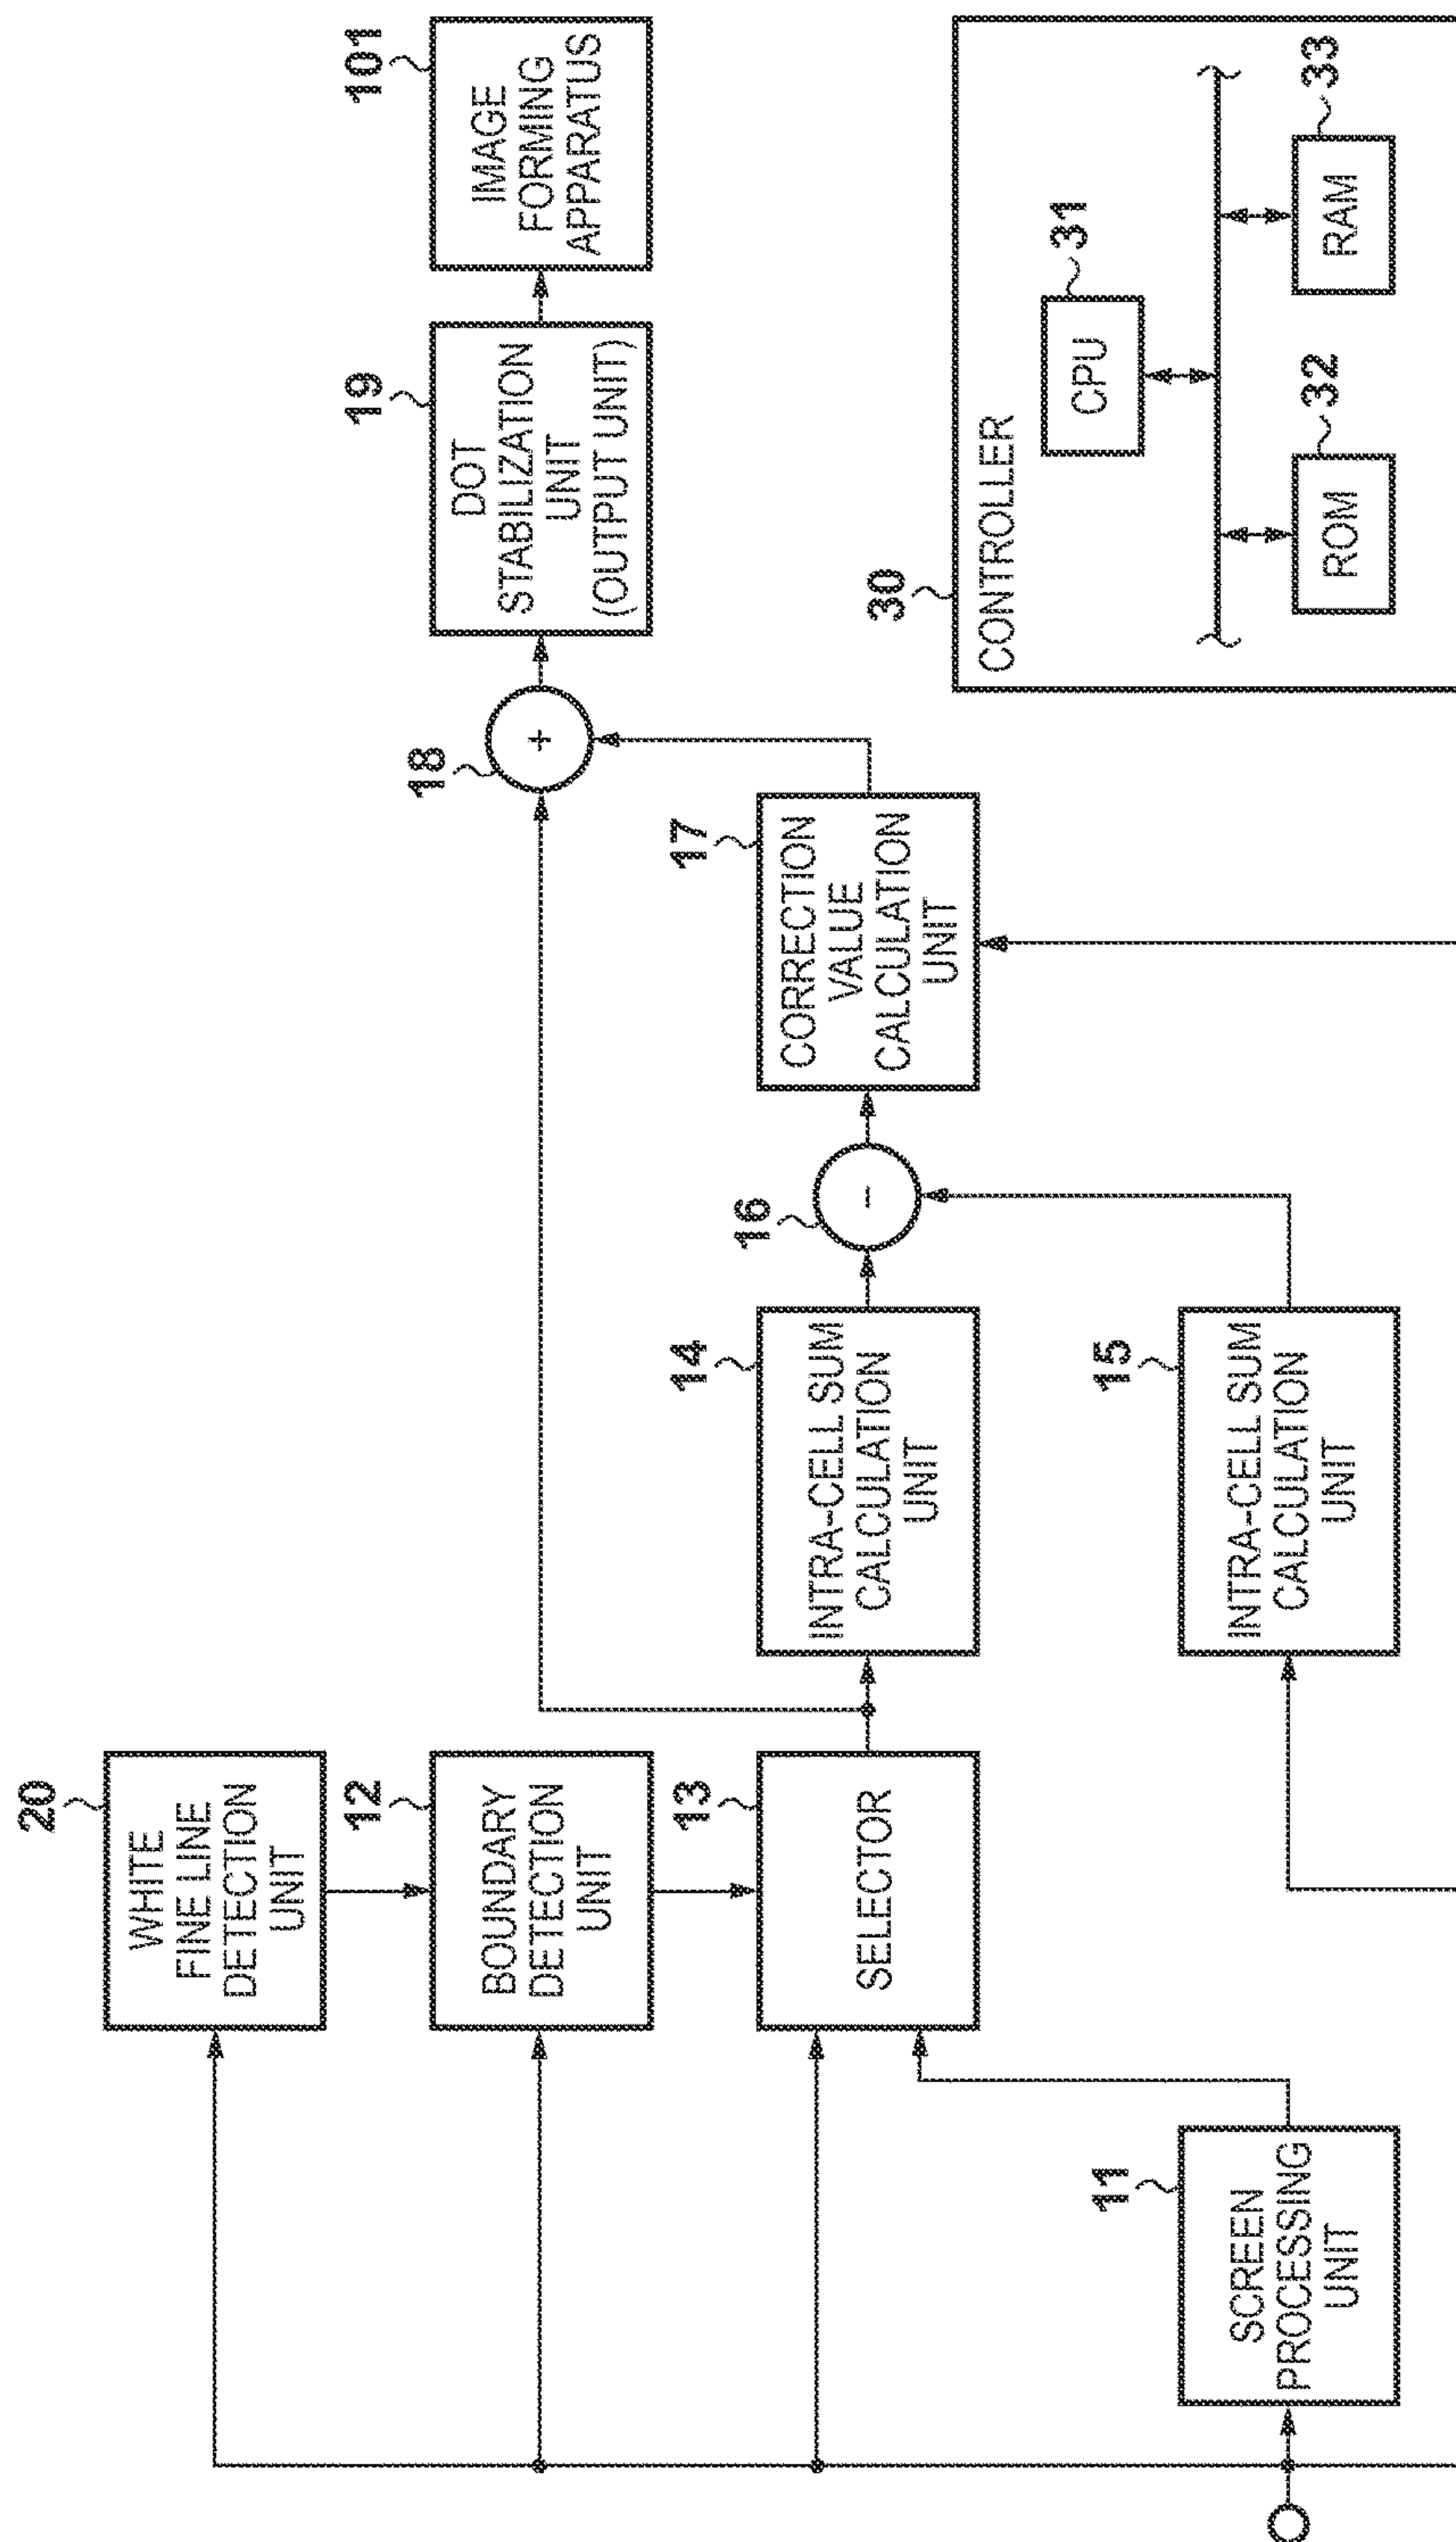 20
WHITE
FINE LINE
DETECTION
UNIT
12
BOUNDARY
DETECTION
UNIT
13
SELECTOR
11
SCREEN
PROCESSING
UNIT
14
INTRA-CELL SUM
CALCULATION
UNIT
15
INTRA-CELL SUM
CALCULATION
UNIT
16
-
17
CORRECTION
VALUE
CALCULATION
UNIT
18
+
19
DOT
STABILIZATION
UNIT
(OUTPUT UNIT)
101
IMAGE
FORMING
APPARATUS
30
CONTROLLER
31
CPU
32
ROM
33
RAM